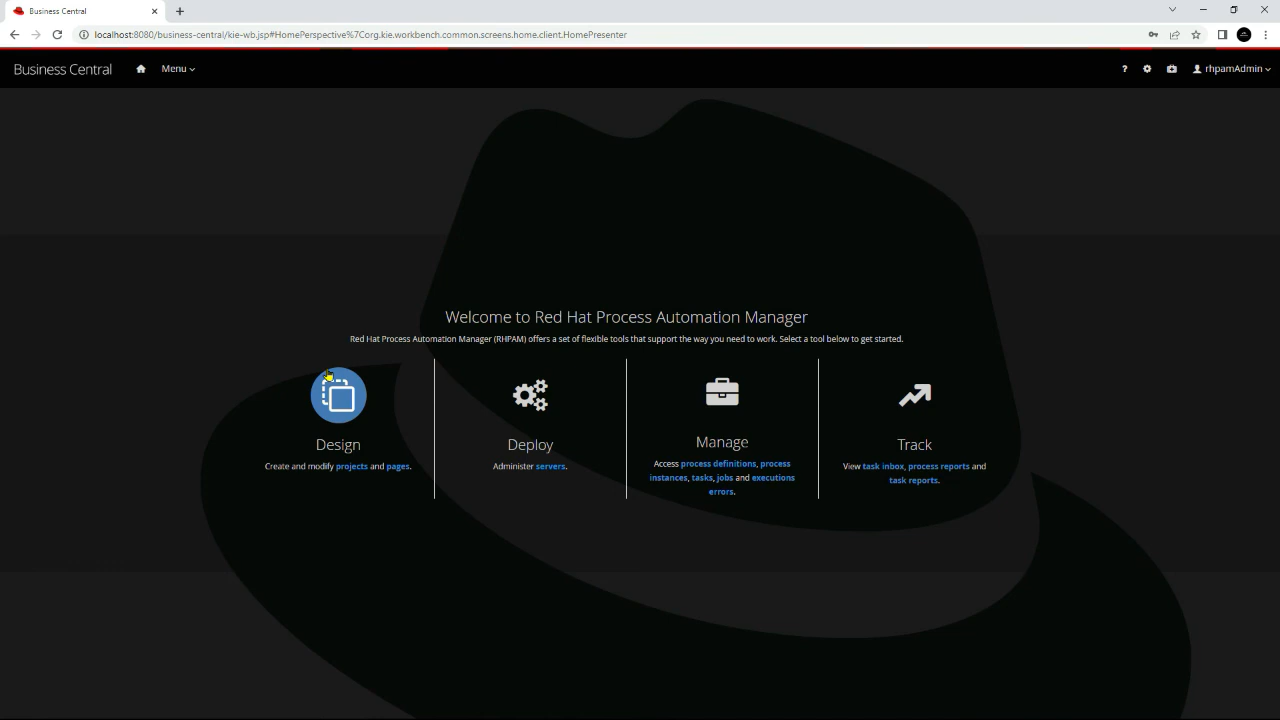 Business Central
localhost:8080/business-central/kie-wb.jsp#HomePerspective%7Corg.kie.workbench.common.screens.home.client.HomePresenter
Business Central
Menu
?
rhpamAdmin
Welcome to Red Hat Process Automation Manager
Red Hat Process Automation Manager (RHPAM) offers a set of flexible tools that support the way you need to work. Select a tool below to get started.
Design
Create and modify projects and pages.
Deploy
Administer servers.
Manage
Access process definitions, process
instances, tasks, jobs and executions
errors.
Track
View task inbox, process reports and
task reports.